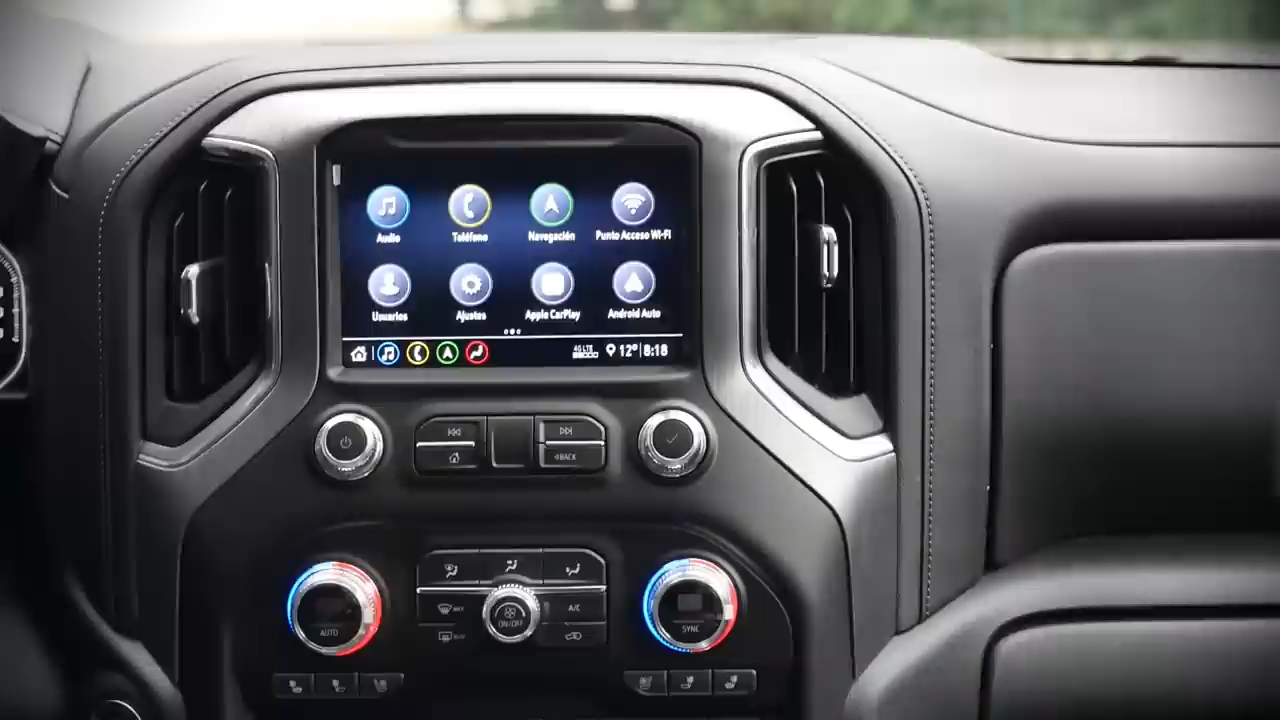 Audio
Teléfono
Navegación
Punto Acceso Wi-Fi
Usuarios
Ajustes
Apple CarPlay
Android Auto
4G LTE
12° 8:18
BACK
AUTO
ON/OFF
A/C
SYNC